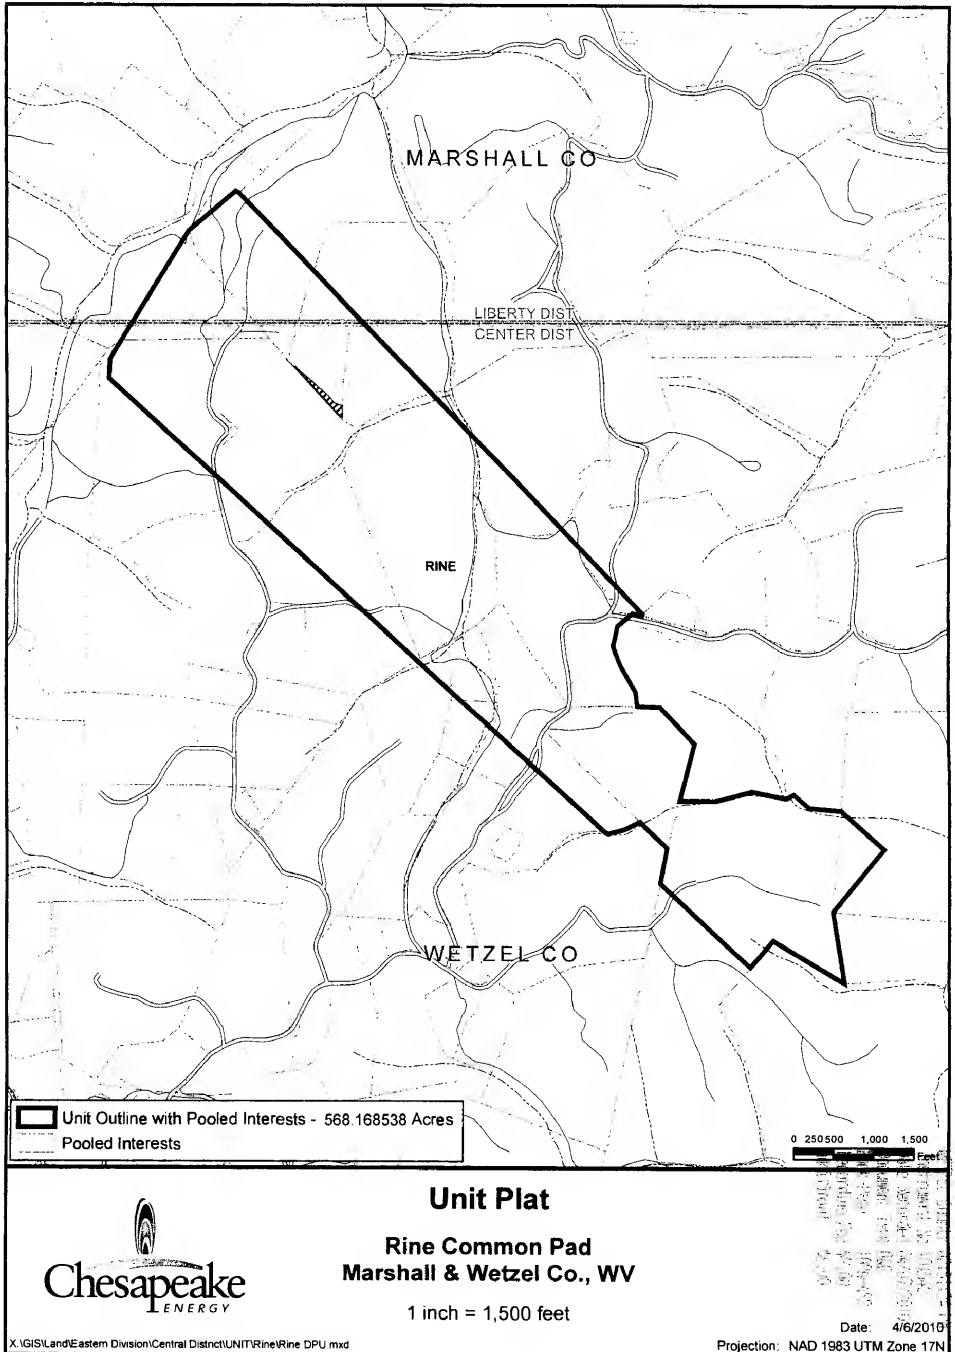 MARSHALL CO
LIBERTY DIST
CENTER DIST
RINE
WETZEL CO
Unit Outline with Pooled Interests - 568.168538 Acres
Pooled Interests
0 250 500 1,000 1,500
Feet
Unit Plat
Rine Common Pad
Marshall & Wetzel Co., WV
1 inch = 1,500 feet
Chesapeake
ENERGY
Date: 4/6/2010
X:\GIS\Land\Eastern Division\Central District\UNIT\Rine\Rine DPU.mxd
Projection: NAD 1983 UTM Zone 17N